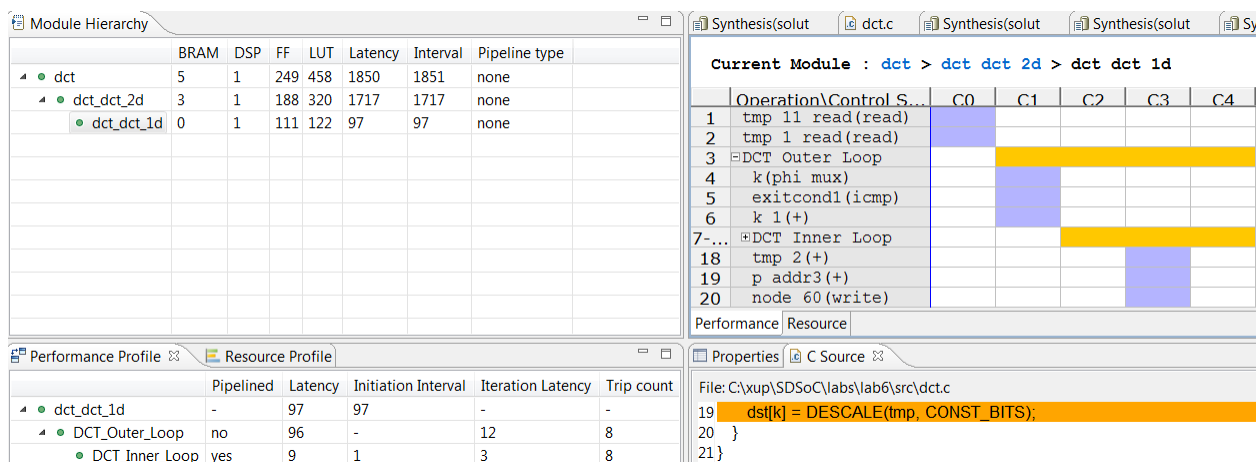 Module Hierarchy
BRAM DSP FF LUT Latency Interval Pipeline type
dct 5 1 249 458 1850 1851 none
dct_dct_2d 3 1 188 320 1717 1717 none
dct_dct_1d 0 1 111 122 97 97 none
Synthesis(solut dct.c Synthesis(solut Synthesis(solut Sy
Current Module : dct > dct dct 2d > dct dct 1d
Operation\Control S... C0 C1 C2 C3 C4
1 tmp 11 read(read)
2 tmp 1 read(read)
3 DCT Outer Loop
4 k(phi mux)
5 exitcond1(icmp)
6 k 1(+)
7-... DCT Inner Loop
18 tmp 2(+)
19 p addr3(+)
20 node 60(write)
Performance Resource
Performance Profile Resource Profile
Pipelined Latency Initiation Interval Iteration Latency Trip count
dct_dct_1d - 97 97 - -
DCT_Outer_Loop no 96 - 12 8
DCT Inner Loop yes 9 1 3 8
Properties C Source
File: C:\xup\SDSoC\labs\lab6\src\dct.c
19 dst[k] = DESCALE(tmp, CONST_BITS);
20 }
21 }